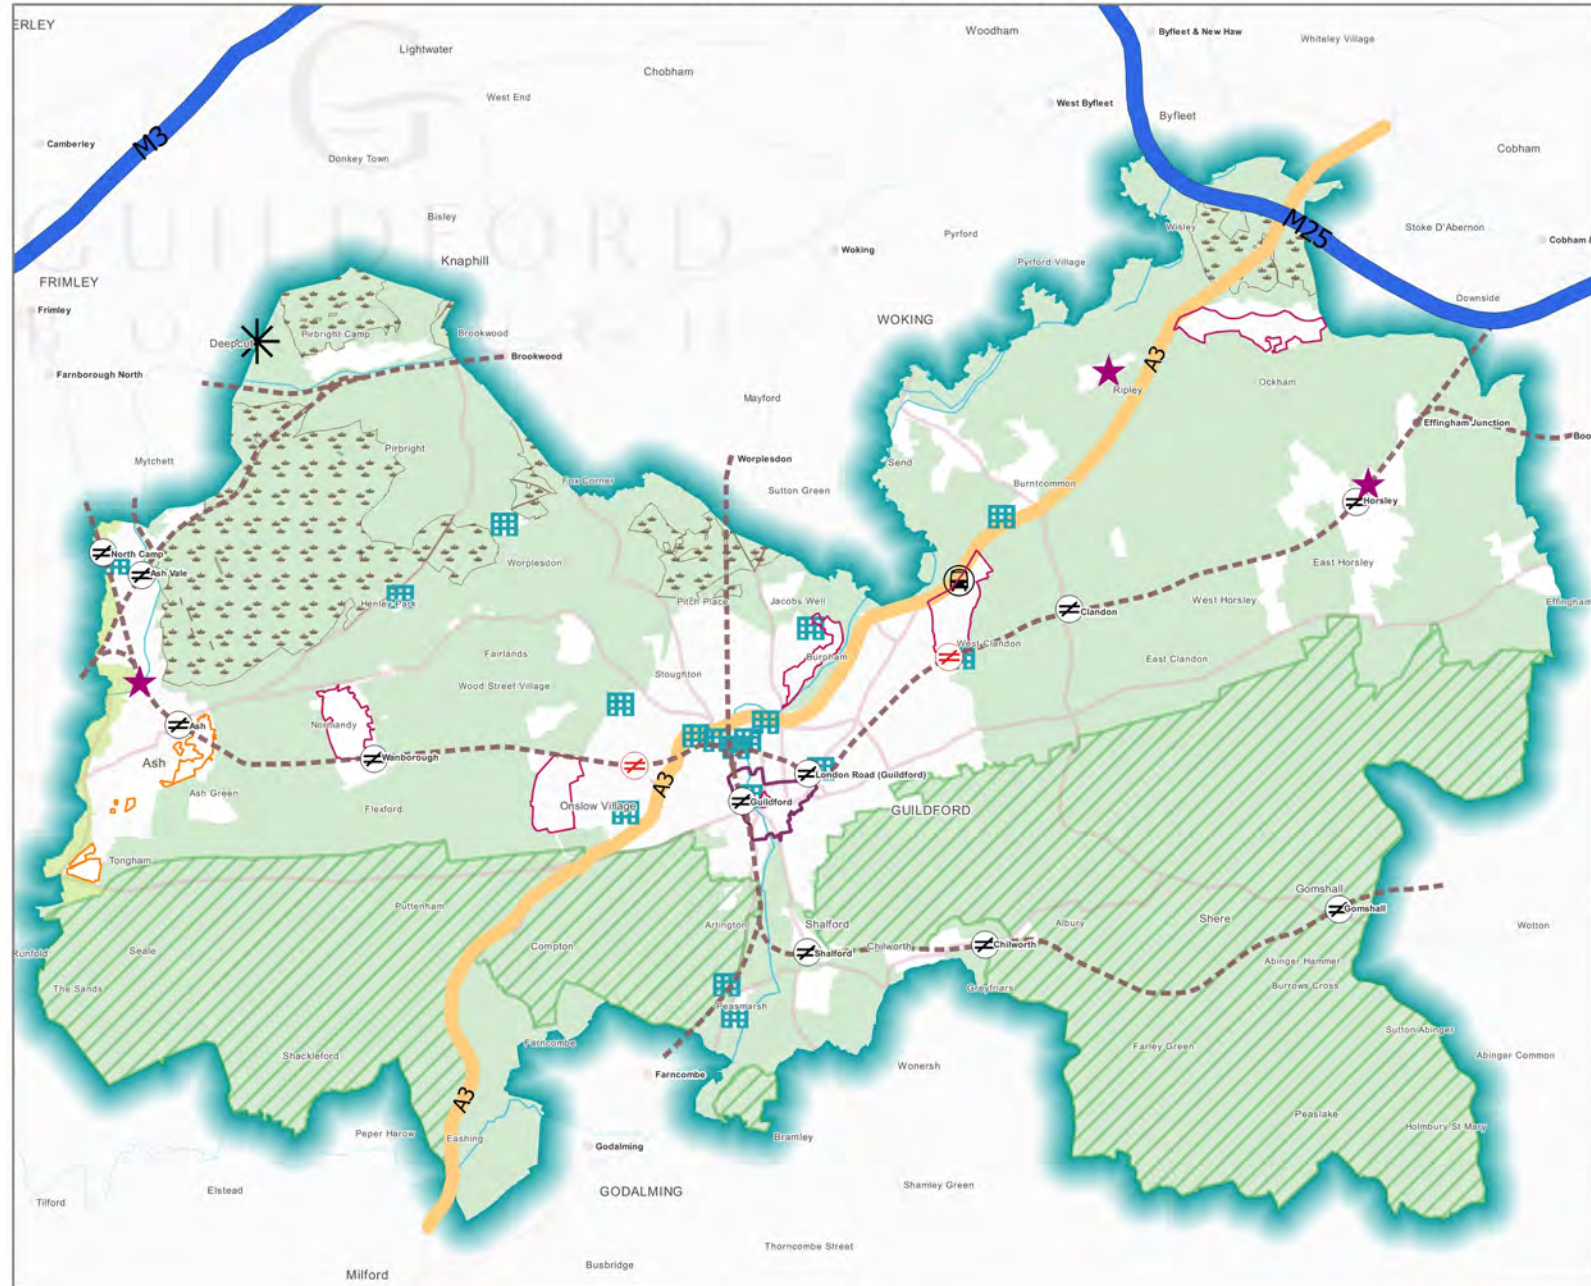 ERLEY
Lightwater
Woodham
Byfleet & New Haw
Whiteley Village
Chobham
West End
West Byfleet
Byfleet
M3
Camberley
Donkey Town
Cobham
Bisley
GUILDFORD
Pyrford
Wisley
M25
Stoke D'Abernon
Cobham &
Woking
Knaphill
Pyrford Village
FRIMLEY
Downside
Frimley
WOKING
Deepcut
Pirbright Camp
Brookwood
Brookwood
A3
Farnborough North
Ripley
Ockham
Mayford
Effingham Junction
Boo
Pirbright
Mytchett
Worplesdon
Send
Fox Corner
Sutton Green
Burntcommon
Horsley
North Camp
Ash Vale
Worplesdon
East Horsley
Henley Park
Pitch Place
Jacobs Well
West Horsley
Effingham
Clandon
West Clandon
Fairlands
Burpham
East Clandon
Stoughton
Wood Street Village
Normandy
Ash
Wanborough
Ash
London Road (Guildford)
A3
Ash Green
Flexford
Onslow Village
Guildford
GUILDFORD
Tongham
Gomshall
Puttenham
Gomshall
Artington
Shalford
Albury
Shere
Wotton
Runfold
Seale
Compton
Shalford
Chilworth
Chilworth
Abinger Hammer
The Sands
Greyfriars
Burrows Cross
Peasmarsh
Sutton Abinger
Farncombe
Farley Green
Shackleford
Abinger Common
Wonersh
Farncombe
A3
Peaslake
Holmbury St Mary
Peper Harow
Eashing
Bramley
Godalming
Elstead
GODALMING
Shamley Green
Tilford
Thorncombe Street
Busbridge
Milford